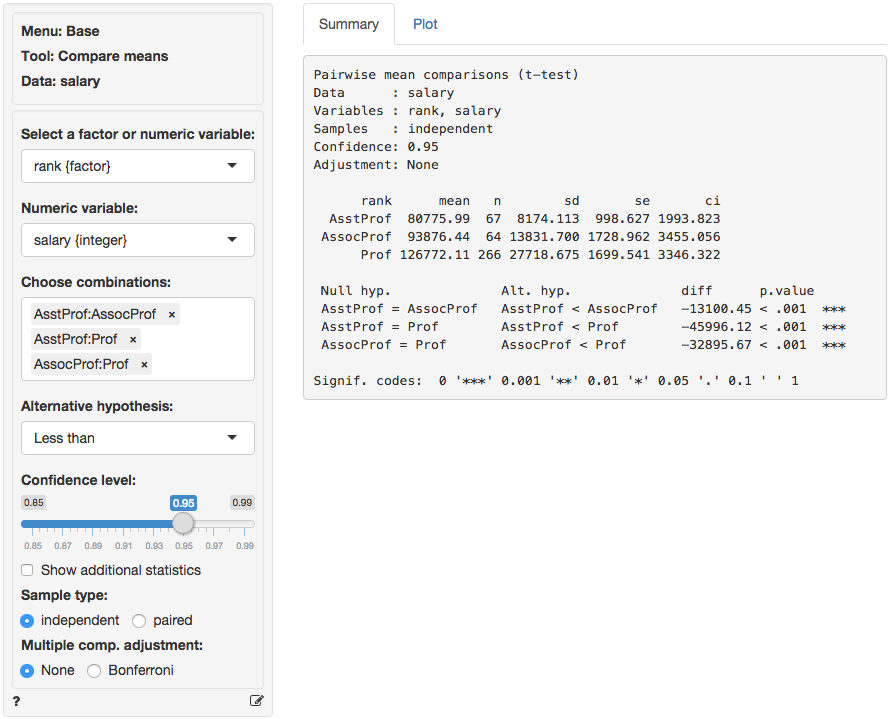 Menu: Base
Tool: Compare means
Data: salary
Select a factor or numeric variable:
rank {factor}
Numeric variable:
salary {integer}
Choose combinations:
AsstProf:AssocProf ×
AsstProf:Prof ×
AssocProf:Prof ×
Alternative hypothesis:
Less than
Confidence level:
0.85 0.95 0.99
0.85 0.87 0.89 0.91 0.93 0.95 0.97 0.99
Show additional statistics
Sample type:
independent paired
Multiple comp. adjustment:
None Bonferroni
?
Summary Plot
Pairwise mean comparisons (t-test)
Data      : salary
Variables : rank, salary
Samples   : independent
Confidence: 0.95
Adjustment: None
      rank      mean   n        sd       se       ci
  AsstProf  80775.99  67  8174.113  998.627 1993.823
 AssocProf  93876.44  64 13831.700 1728.962 3455.056
      Prof 126772.11 266 27718.675 1699.541 3346.322
 Null hyp.              Alt. hyp.              diff      p.value
 AsstProf = AssocProf   AsstProf < AssocProf   −13100.45 < .001  ***
 AsstProf = Prof        AsstProf < Prof        −45996.12 < .001  ***
 AssocProf = Prof       AssocProf < Prof       −32895.67 < .001  ***
Signif. codes:  0 '***' 0.001 '**' 0.01 '*' 0.05 '.' 0.1 ' ' 1